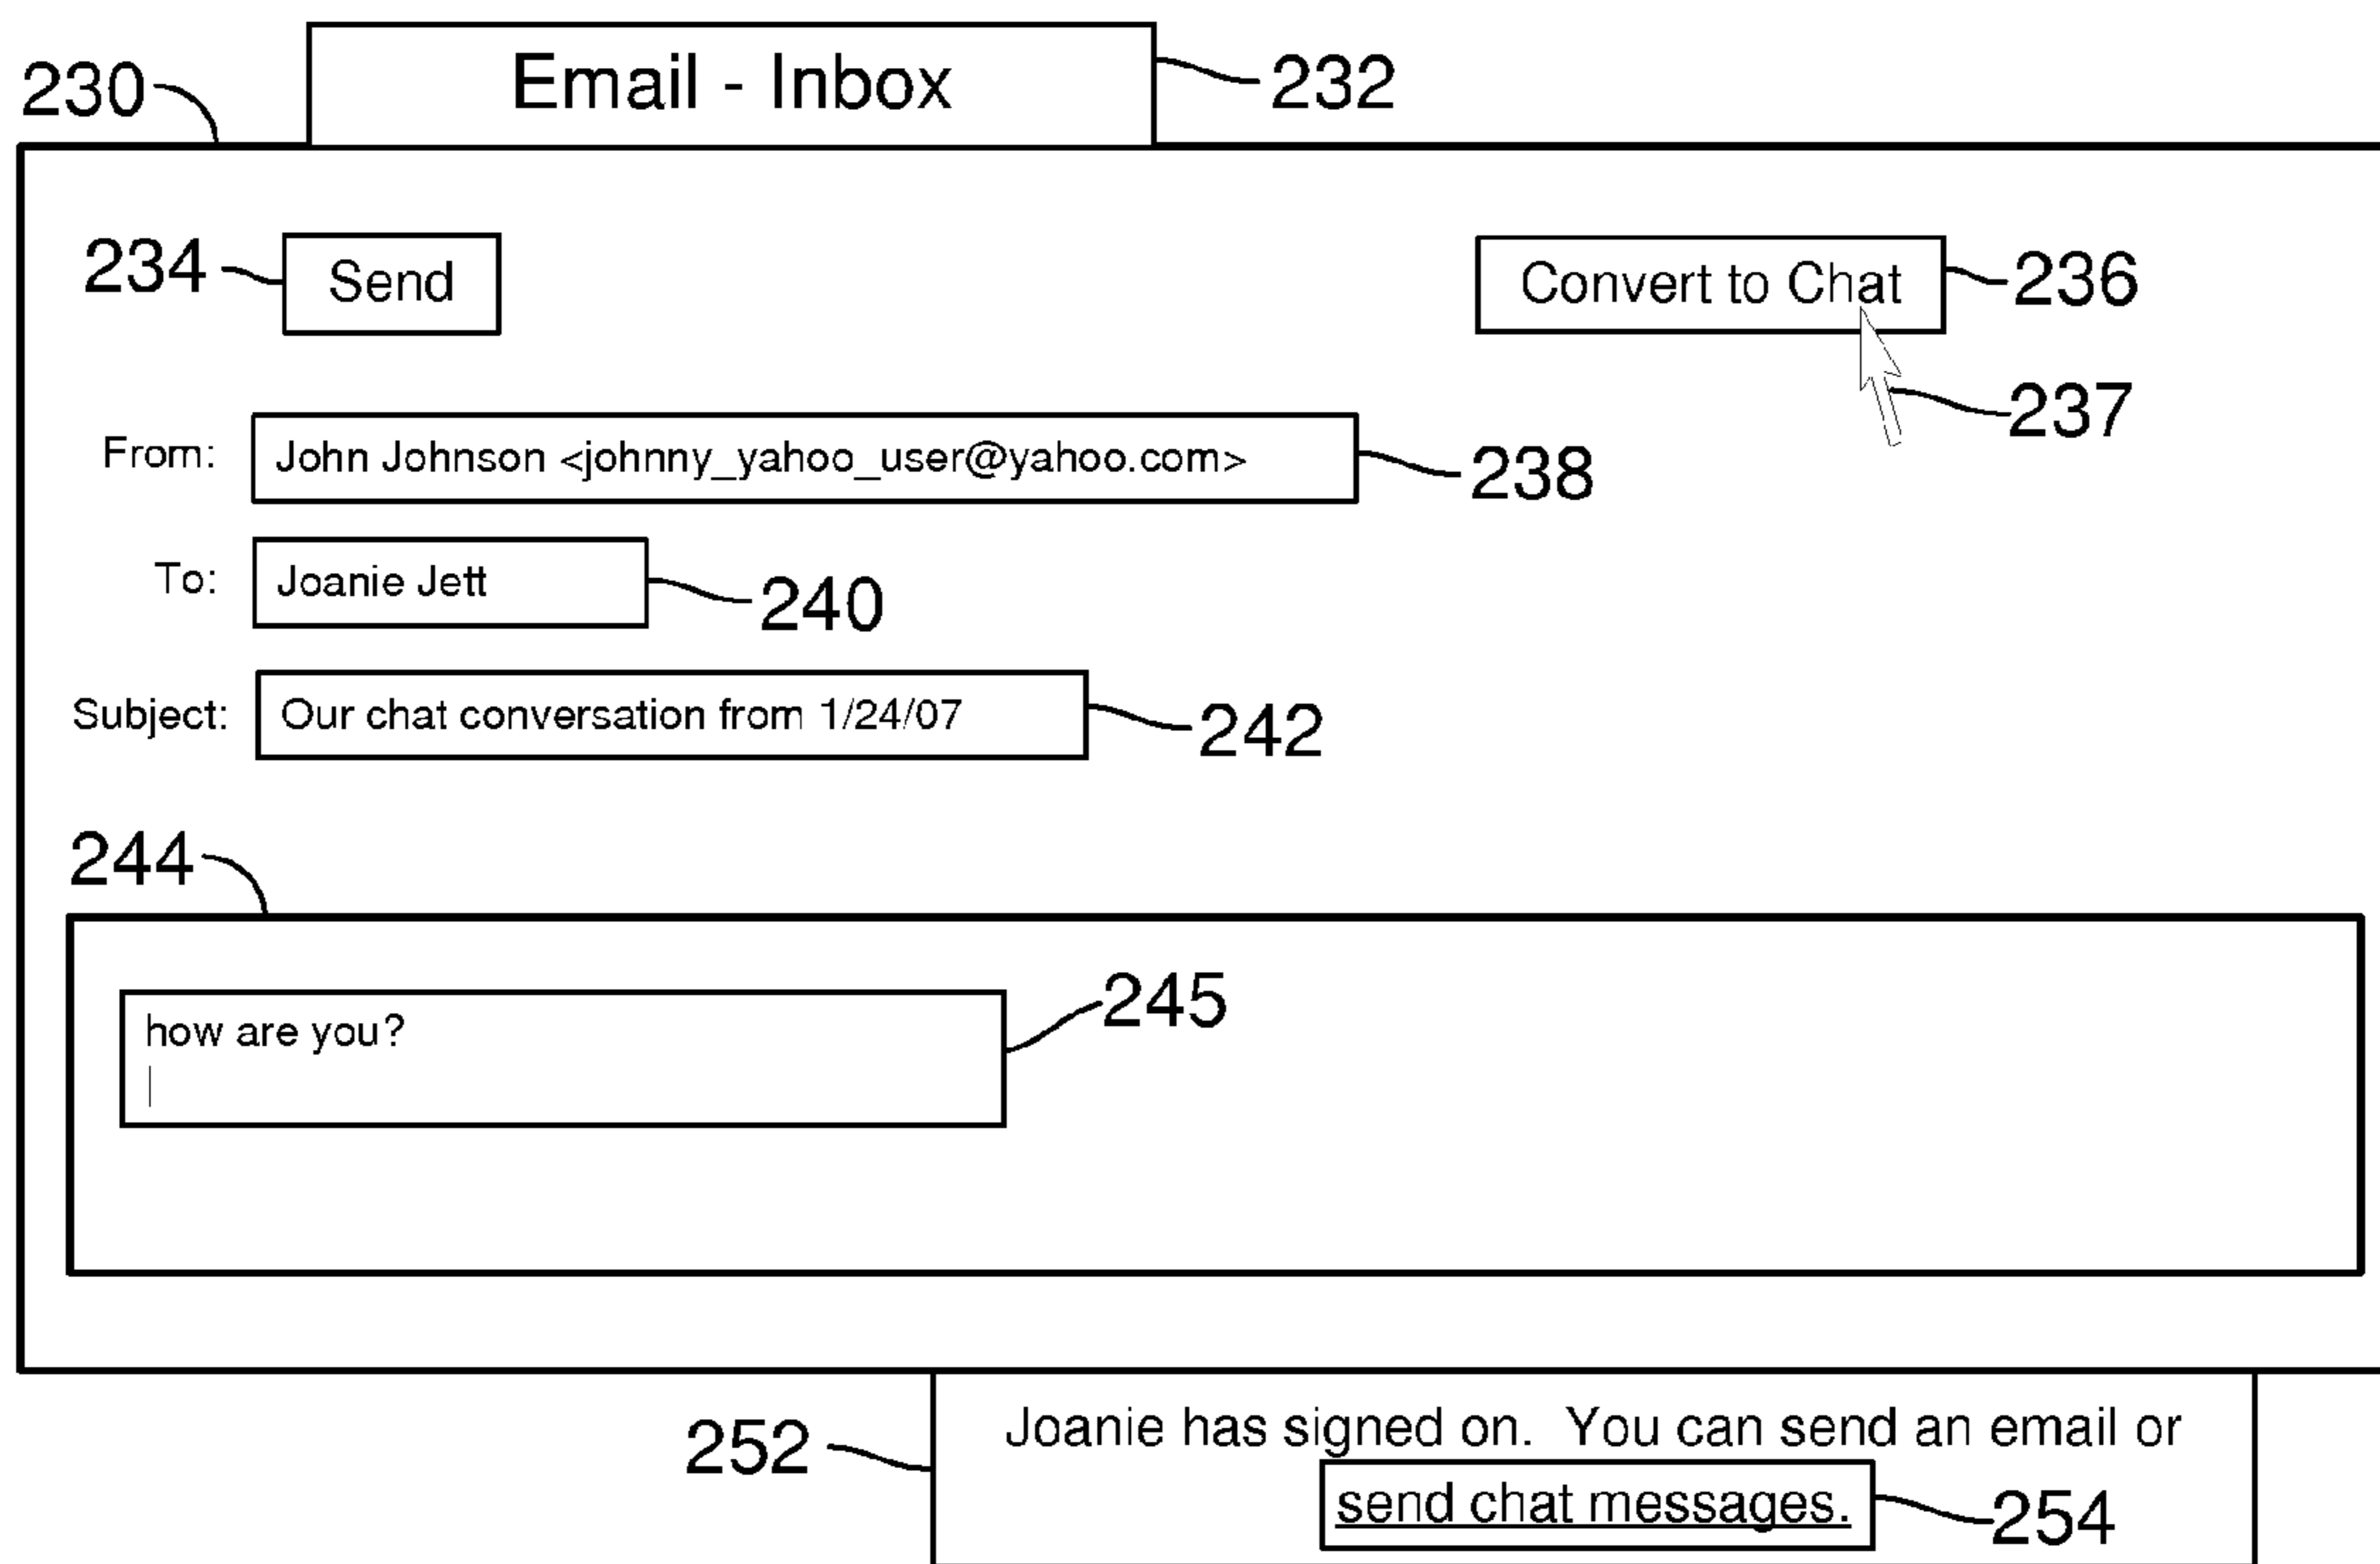 Email - Inbox
230
232
234
Send
Convert to Chat
236
237
From:
John Johnson <johnny_yahoo_user@yahoo.com>
238
To:
Joanie Jett
240
Subject:
Our chat conversation from 1/24/07
242
244
how are you?
245
252
Joanie has signed on. You can send an email or
send chat messages.
254